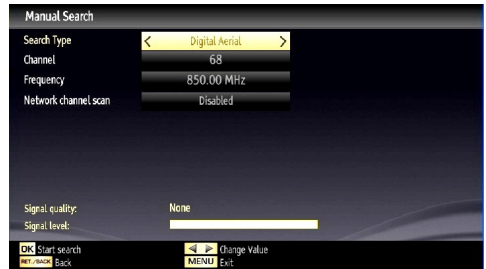 Manual Search
Search Type < Digital Aerial >
Channel 68
Frequency 850.00 MHz
Network channel scan Disabled
Signal quality: None
Signal level:
OK Start search ◀ ▶ Change Value
RET./BACK Back MENU Exit